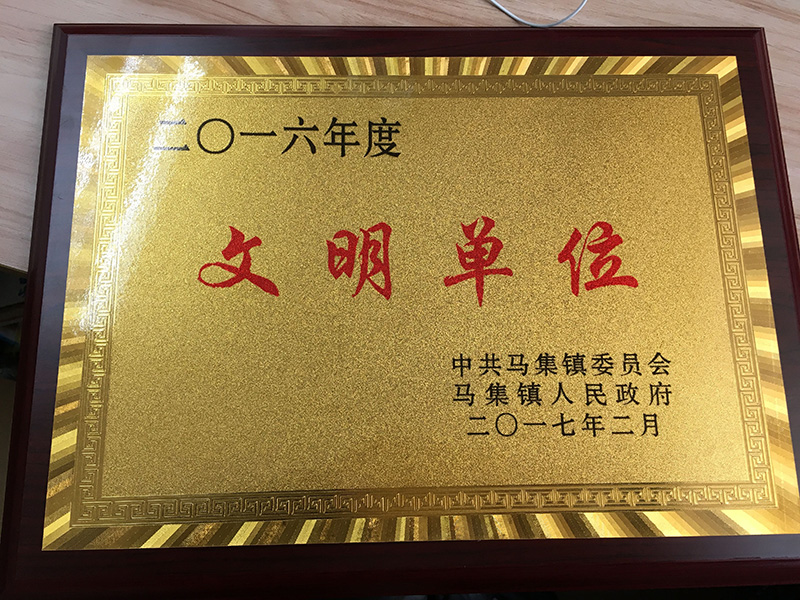 二〇一六年度
文明单位
中共马集镇委员会
马集镇人民政府
二〇一七年二月